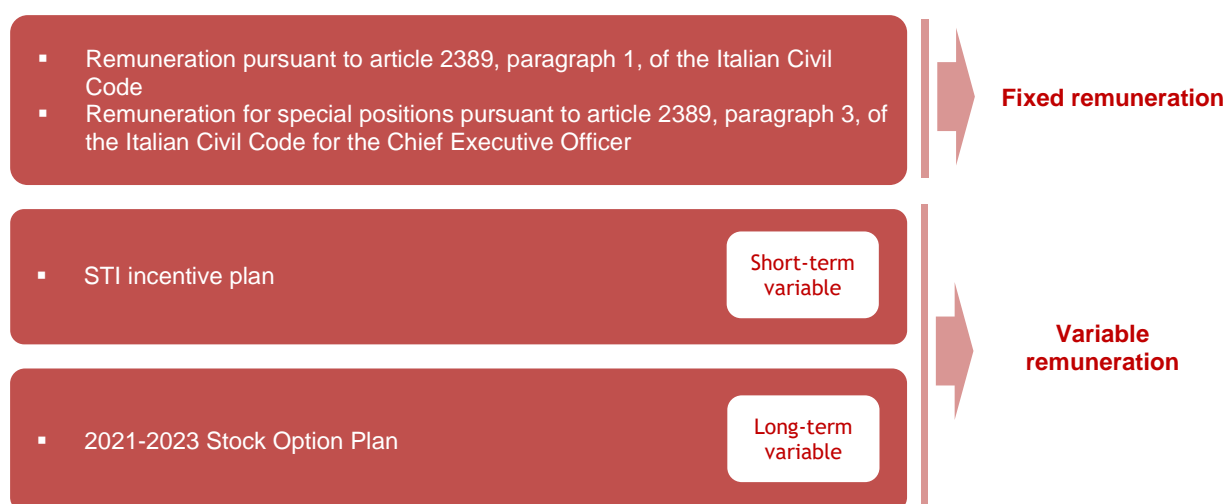 ▪ Remuneration pursuant to article 2389, paragraph 1, of the Italian Civil
Code
▪ Remuneration for special positions pursuant to article 2389, paragraph 3, of
the Italian Civil Code for the Chief Executive Officer
Fixed remuneration
▪ STI incentive plan
Short-term
variable
Variable
remuneration
▪ 2021-2023 Stock Option Plan
Long-term
variable